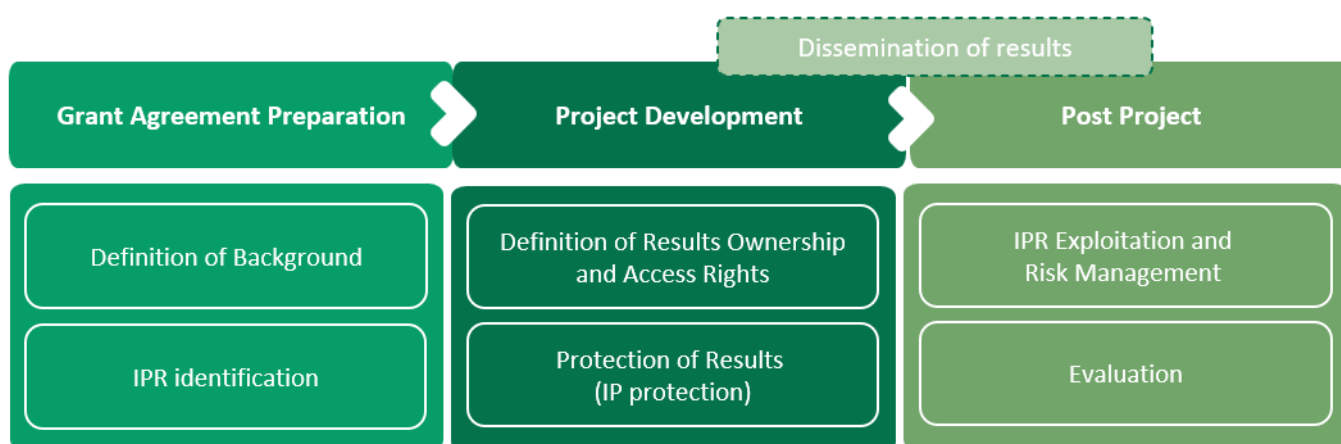 Dissemination of results
Grant Agreement Preparation
Project Development
Post Project
Definition of Background
IPR identification
Definition of Results Ownership
and Access Rights
Protection of Results
(IP protection)
IPR Exploitation and
Risk Management
Evaluation